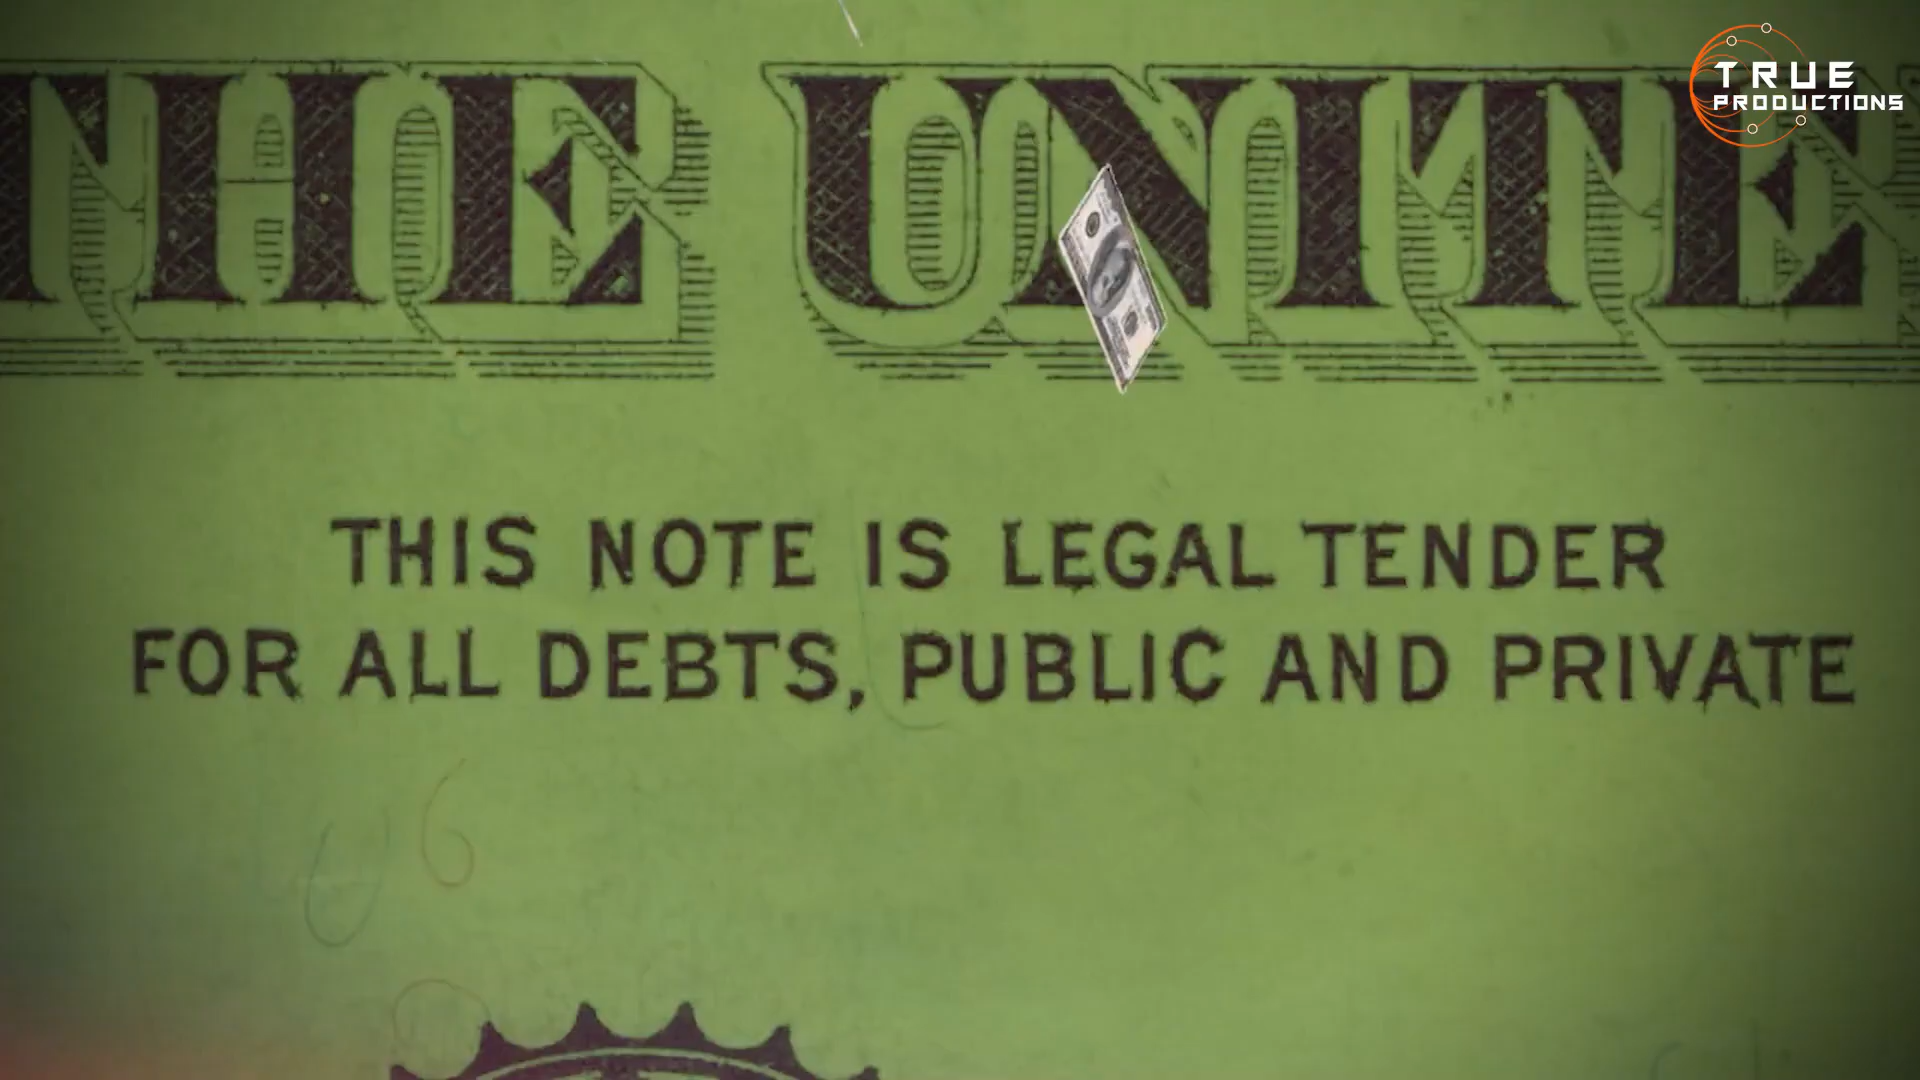 THE UNITE
TRUE
PRODUCTIONS
THIS NOTE IS LEGAL TENDER
FOR ALL DEBTS, PUBLIC AND PRIVATE